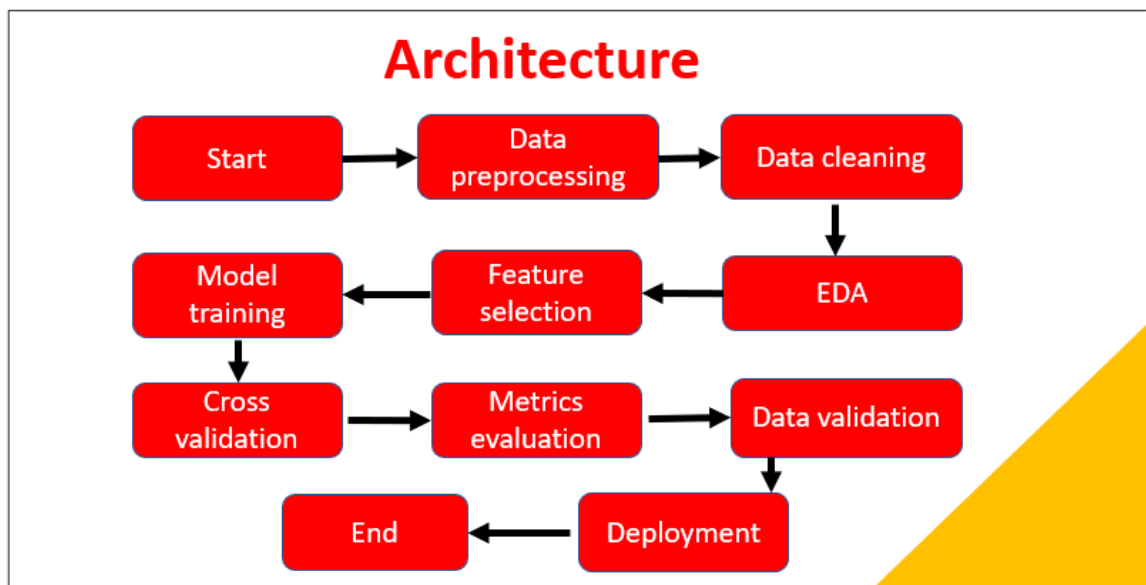 Architecture
Start
Data
preprocessing
Data cleaning
EDA
Feature
selection
Model
training
Cross
validation
Metrics
evaluation
Data validation
Deployment
End